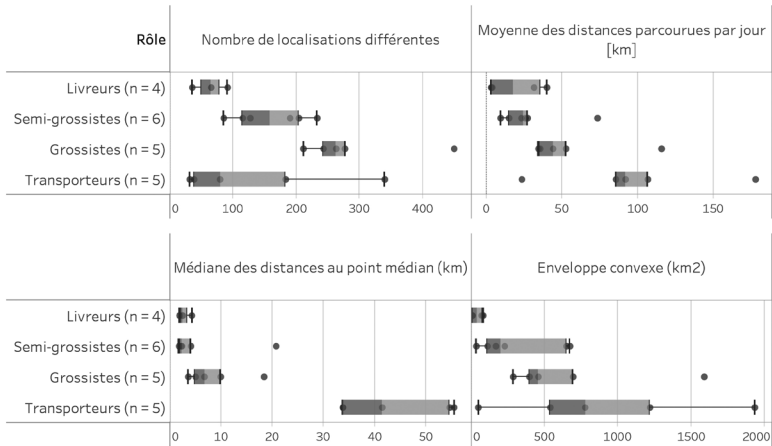 Rôle
Nombre de localisations différentes
Moyenne des distances parcourues par jour
[km]
Livreurs (n = 4)
Semi-grossistes (n = 6)
Grossistes (n = 5)
Transporteurs (n = 5)
0 100 200 300 400
0 50 100 150
Médiane des distances au point médian (km)
Enveloppe convexe (km2)
Livreurs (n = 4)
Semi-grossistes (n = 6)
Grossistes (n = 5)
Transporteurs (n = 5)
0 10 20 30 40 50
0 500 1000 1500 2000